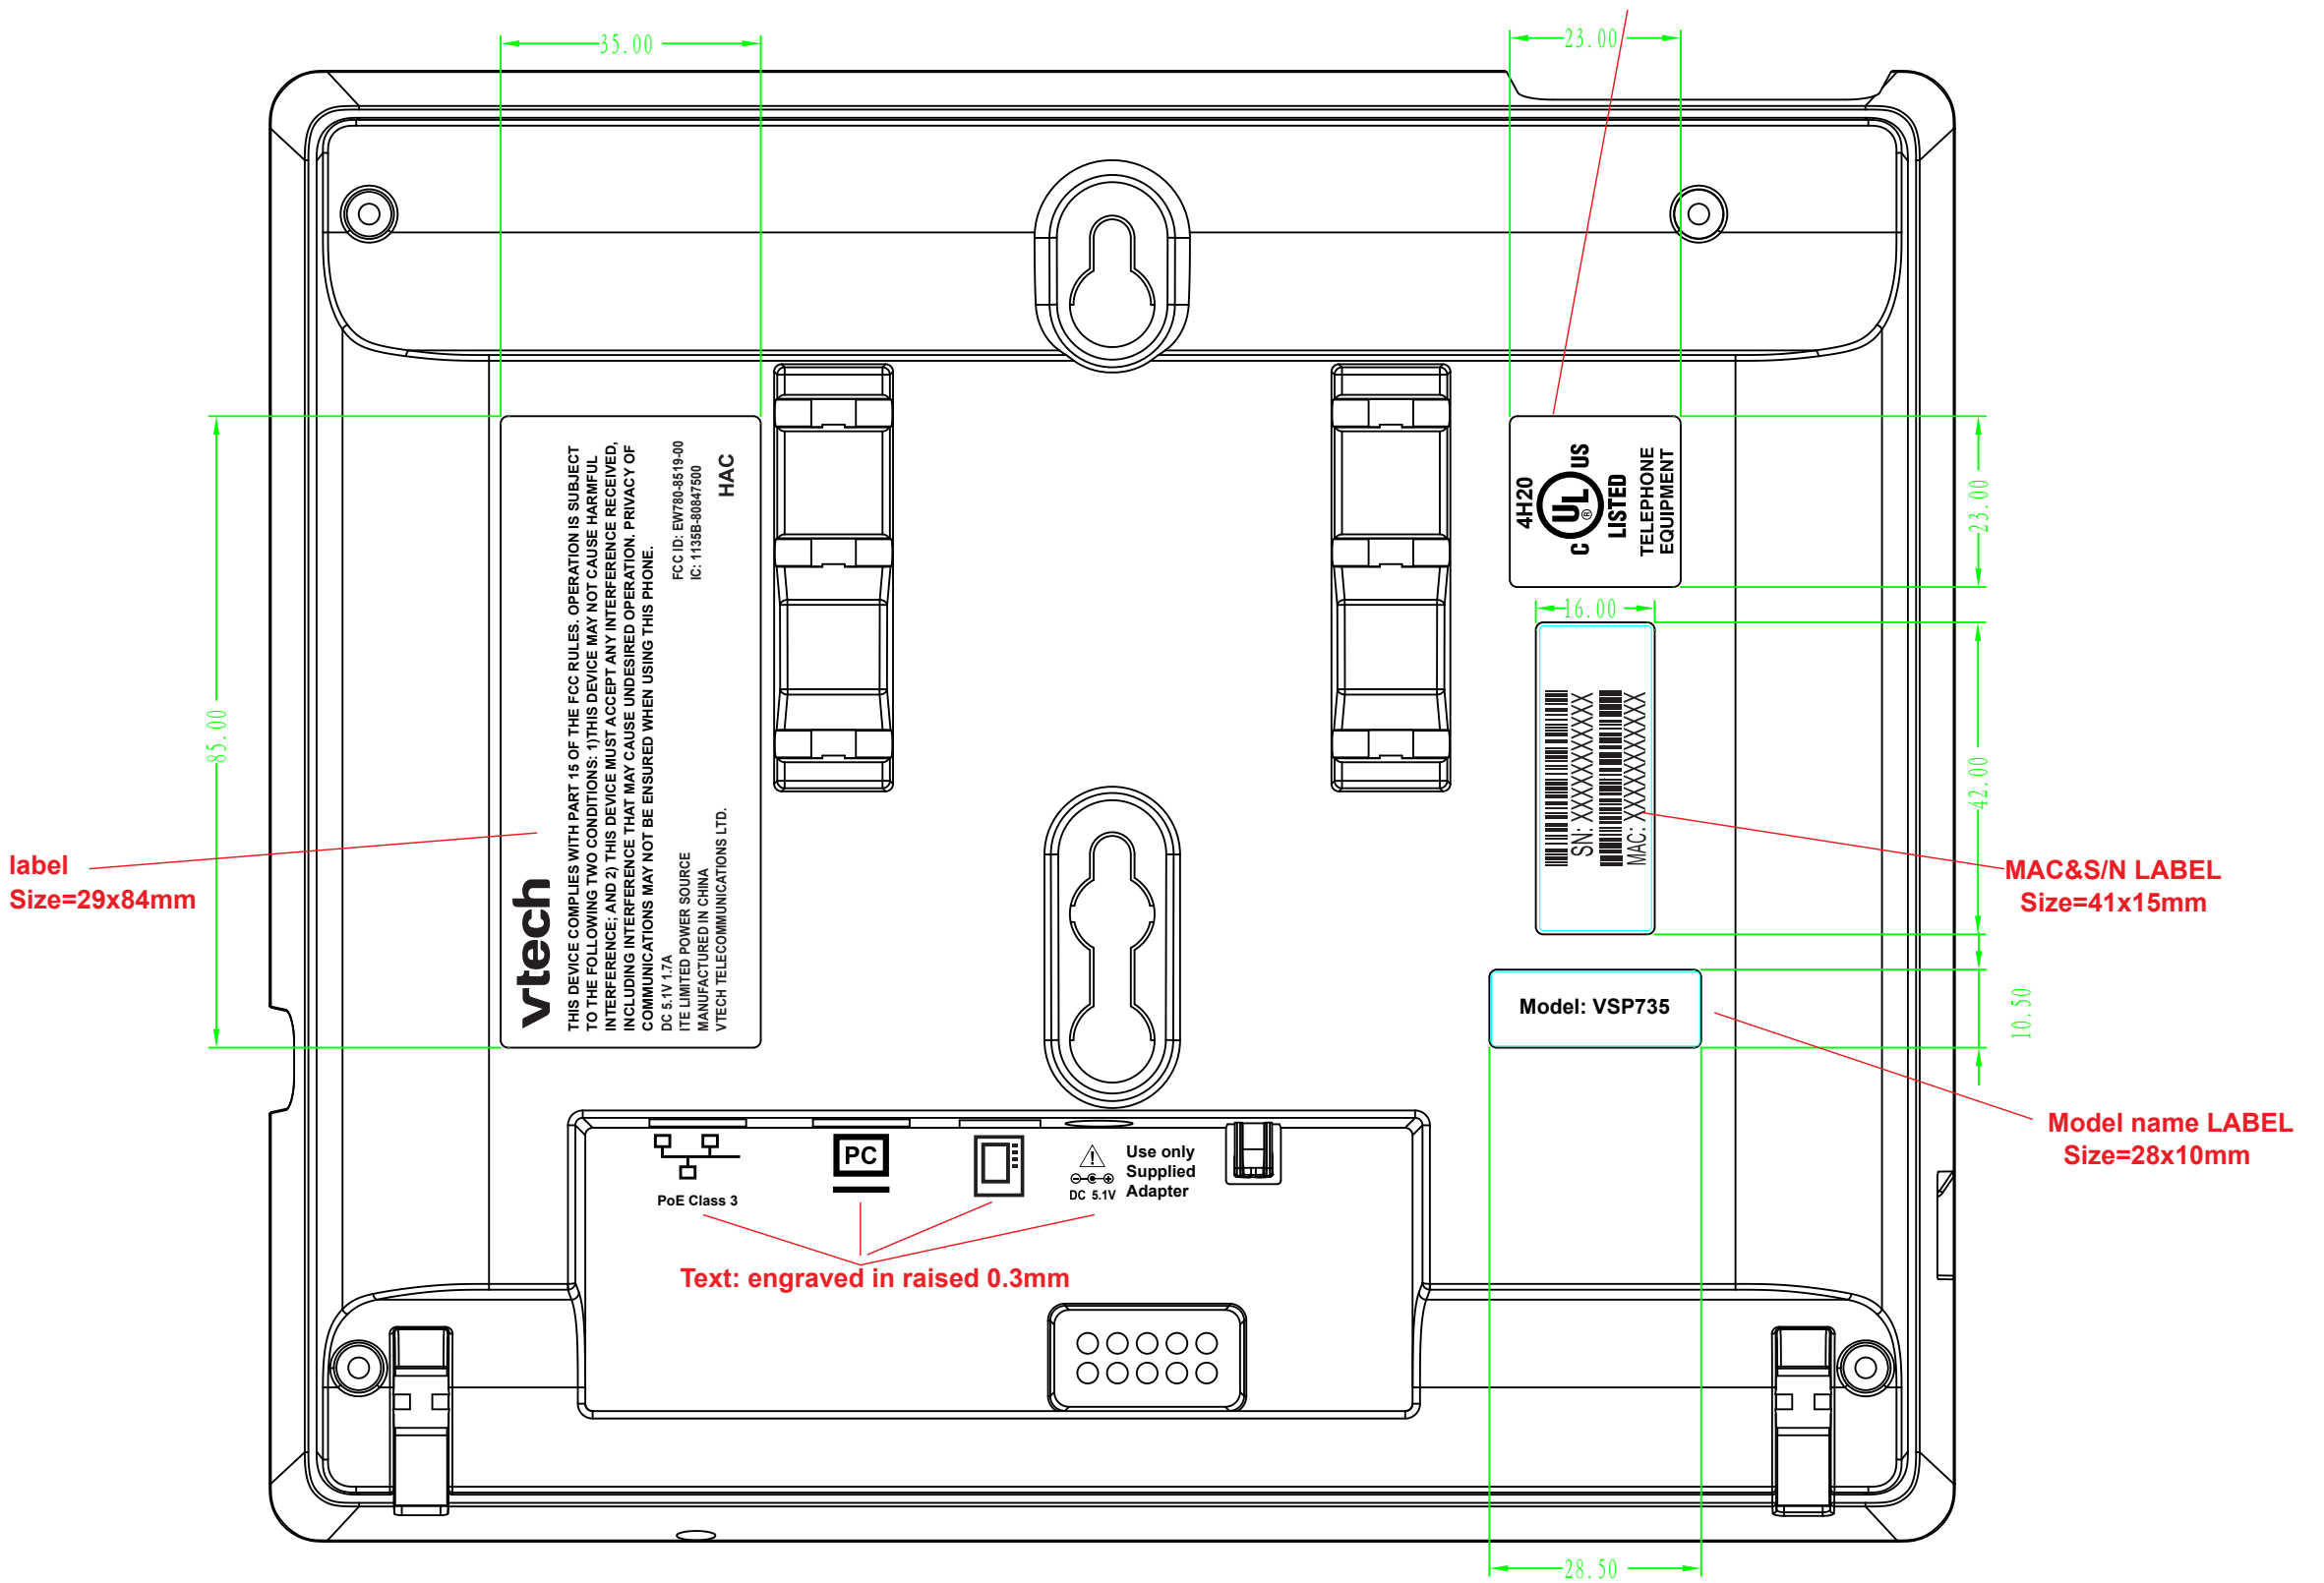 35.00
23.00
85.00
vtech
THIS DEVICE COMPLIES WITH PART 15 OF THE FCC RULES. OPERATION IS SUBJECT
TO THE FOLLOWING TWO CONDITIONS: 1)THIS DEVICE MAY NOT CAUSE HARMFUL
INTERFERENCE; AND 2) THIS DEVICE MUST ACCEPT ANY INTERFERENCE RECEIVED,
INCLUDING INTERFERENCE THAT MAY CAUSE UNDESIRED OPERATION. PRIVACY OF
COMMUNICATIONS MAY NOT BE ENSURED WHEN USING THIS PHONE.
DC 5.1V 1.7A
ITE LIMITED POWER SOURCE
MANUFACTURED IN CHINA
VTECH TELECOMMUNICATIONS LTD.
FCC ID: EW780-8519-00
IC: 1135B-80847500
HAC
4H20
C UL ® US
LISTED
TELEPHONE
EQUIPMENT
23.00
16.00
SN: XXXXXXXXXX
MAC: XXXXXXXXXXXX
42.00
label
Size=29x84mm
MAC&S/N LABEL
Size=41x15mm
Model: VSP735
10.50
Model name LABEL
Size=28x10mm
PoE Class 3
PC
DC 5.1V
Use only
Supplied
Adapter
Text: engraved in raised 0.3mm
28.50